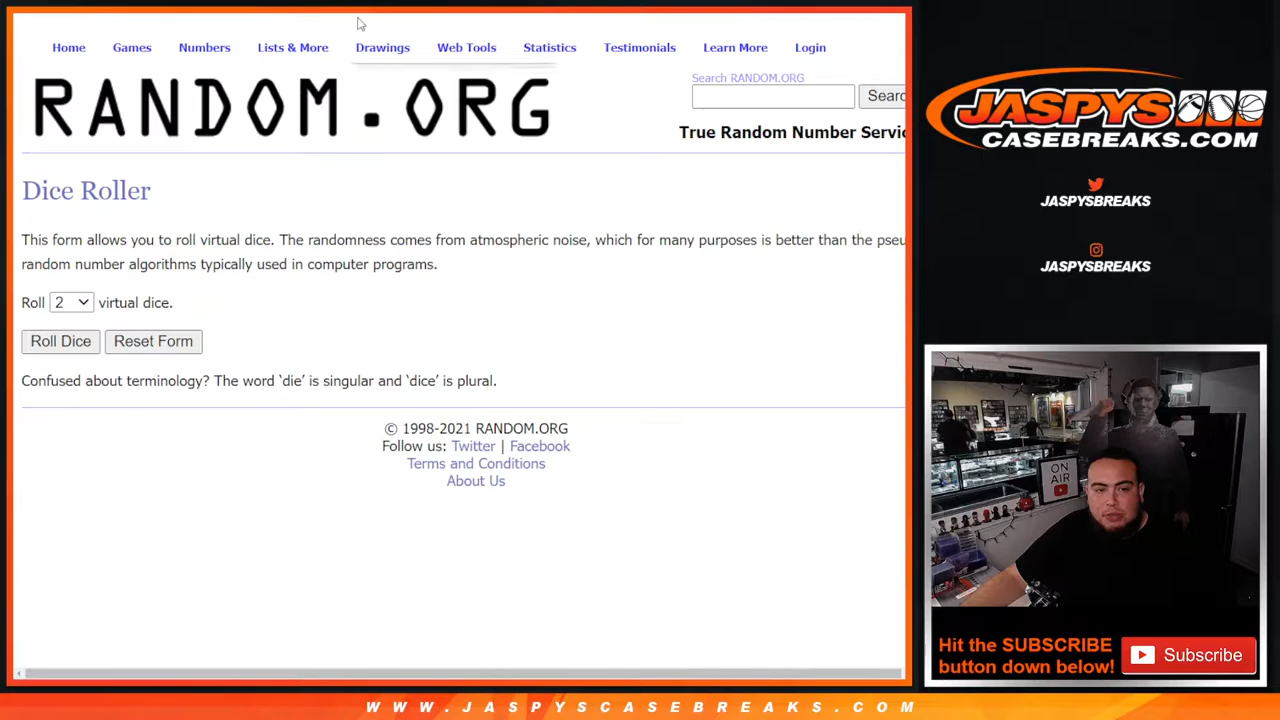 Home Games Numbers Lists & More Drawings Web Tools Statistics Testimonials Learn More Login
Search RANDOM.ORG
RANDOM.ORG
Searc
True Random Number Servic
Dice Roller
This form allows you to roll virtual dice. The randomness comes from atmospheric noise, which for many purposes is better than the pseu
random number algorithms typically used in computer programs.
Roll 2 virtual dice.
Roll Dice Reset Form
Confused about terminology? The word ‘die’ is singular and ‘dice’ is plural.
© 1998-2021 RANDOM.ORG
Follow us: Twitter | Facebook
Terms and Conditions
About Us
JASPYS
CASEBREAKS.COM
JASPYSBREAKS
JASPYSBREAKS
ON
AIR
Hit the SUBSCRIBE
button down below!
Subscribe
WWW.JASPYSCASEBREAKS.COM